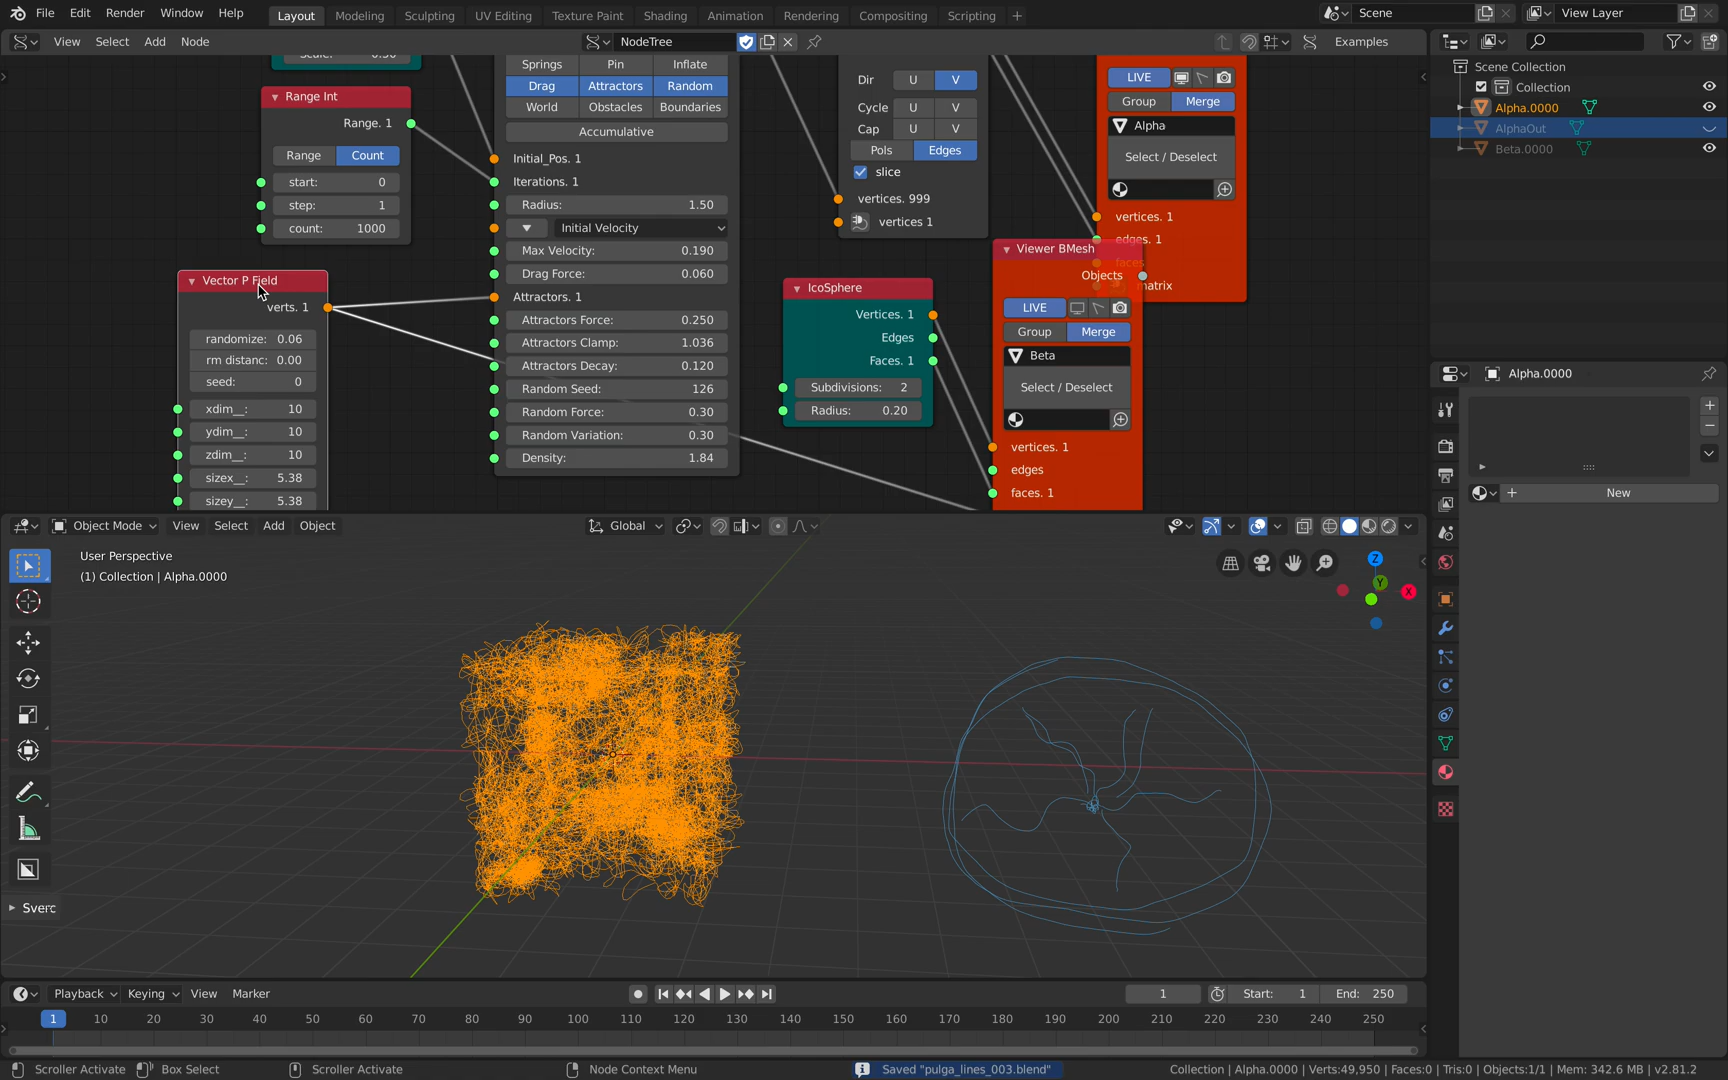 File Edit Render Window Help Layout Modeling Sculpting UV Editing Texture Paint Shading Animation Rendering Compositing Scripting + Scene View Layer
View Select Add Node NodeTree Examples
Scene Collection
Collection
Alpha.0000
AlphaOut
Beta.0000
Range Int
Range. 1
Range Count
start: 0
step: 1
count: 1000
Vector P Field
verts. 1
randomize: 0.06
rm distanc: 0.00
seed: 0
xdim__: 10
ydim__: 10
zdim__: 10
sizex__: 5.38
sizey__: 5.38
Springs Pin Inflate
Drag Attractors Random
World Obstacles Boundaries
Accumulative
Initial_Pos. 1
Iterations. 1
Radius: 1.50
Initial Velocity
Max Velocity: 0.190
Drag Force: 0.060
Attractors. 1
Attractors Force: 0.250
Attractors Clamp: 1.036
Attractors Decay: 0.120
Random Seed: 126
Random Force: 0.30
Random Variation: 0.30
Density: 1.84
Dir U V
Cycle U V
Cap U V
Pols Edges
slice
vertices. 999
vertices 1
IcoSphere
Vertices. 1
Edges
Faces. 1
Subdivisions: 2
Radius: 0.20
LIVE
Group Merge
Alpha
Select / Deselect
vertices. 1
edges. 1
faces
matrix
Viewer BMesh
Objects
LIVE
Group Merge
Beta
Select / Deselect
vertices. 1
edges
faces. 1
Alpha.0000
+ New
Object Mode View Select Add Object Global
User Perspective
(1) Collection | Alpha.0000
Z
Y
X
Sverc
Playback Keying View Marker 1 Start: 1 End: 250
1 10 20 30 40 50 60 70 80 90 100 110 120 130 140 150 160 170 180 190 200 210 220 230 240 250
Scroller Activate Box Select Scroller Activate Node Context Menu Saved "pulga_lines_003.blend" Collection | Alpha.0000 | Verts:49,950 | Faces:0 | Tris:0 | Objects:1/1 | Mem: 342.6 MB | v2.81.2